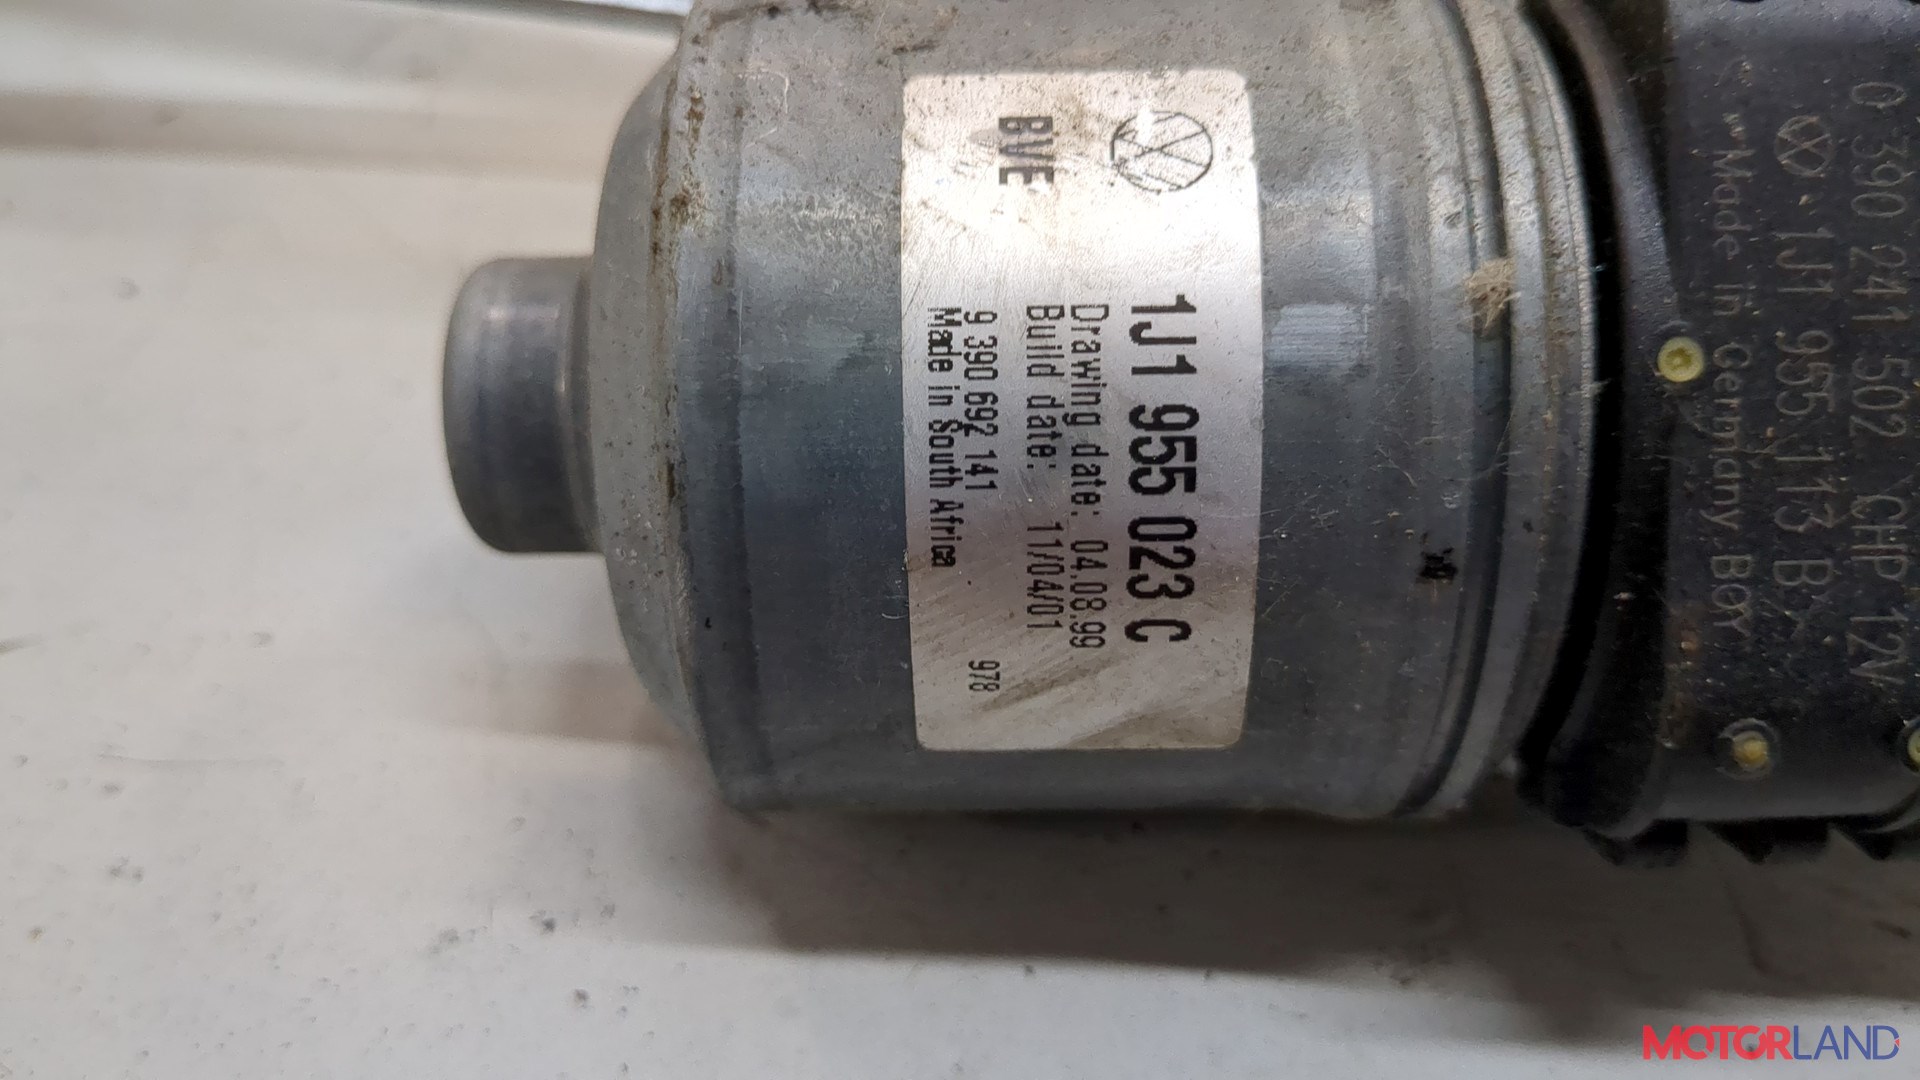 BVE
1J1 955 023 C
Drawing date: 04.08.99
Build date: 11/04/01
9 390 692 141
978
Made in South Africa
0 390 241 502 CHP 12V
1J1 955 113 B
Made in Germany BOY
MOTORLAND